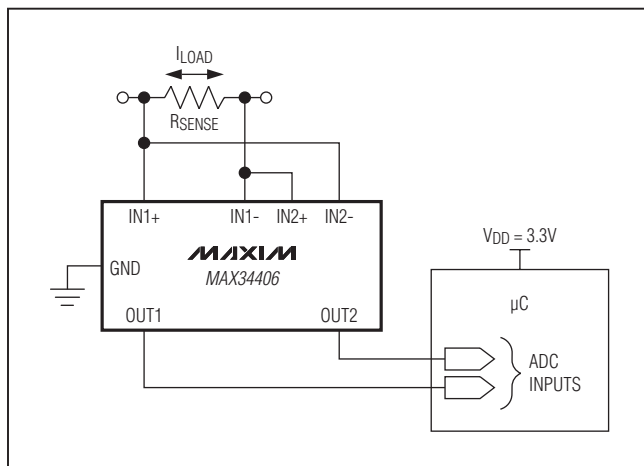 ILOAD
RSENSE
IN1+ IN1- IN2+ IN2-
GND
MAXIM
MAX34406
OUT1 OUT2
VDD = 3.3V
µC
ADC
INPUTS